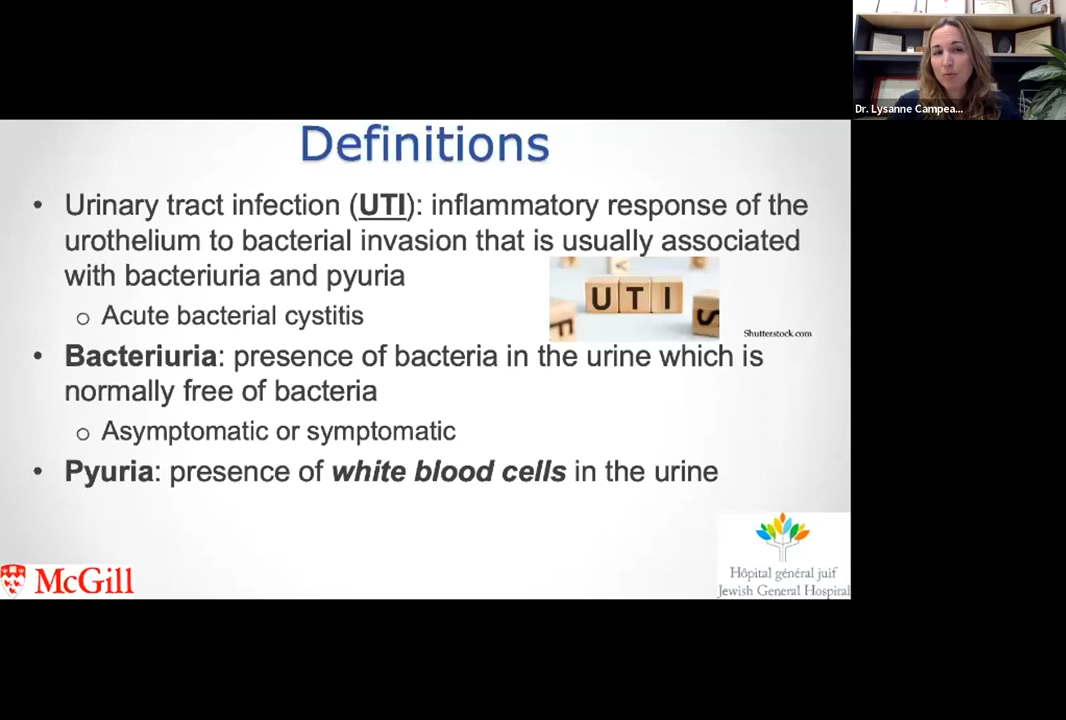 Dr. Lysanne Campea...
Definitions
• Urinary tract infection (UTI): inflammatory response of the
urothelium to bacterial invasion that is usually associated
with bacteriuria and pyuria
UTI
Shutterstock.com
o Acute bacterial cystitis
• Bacteriuria: presence of bacteria in the urine which is
normally free of bacteria
o Asymptomatic or symptomatic
• Pyuria: presence of white blood cells in the urine
McGill
Hôpital général juif
Jewish General Hospital